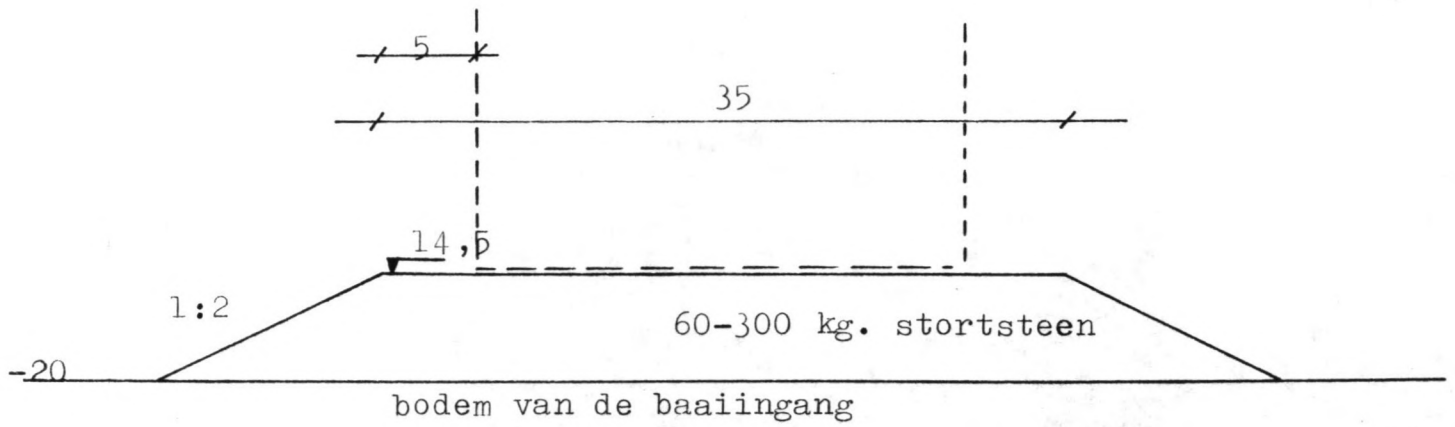 5
35
14,5
1:2
60-300 kg. stortsteen
-20
bodem van de baaiingang